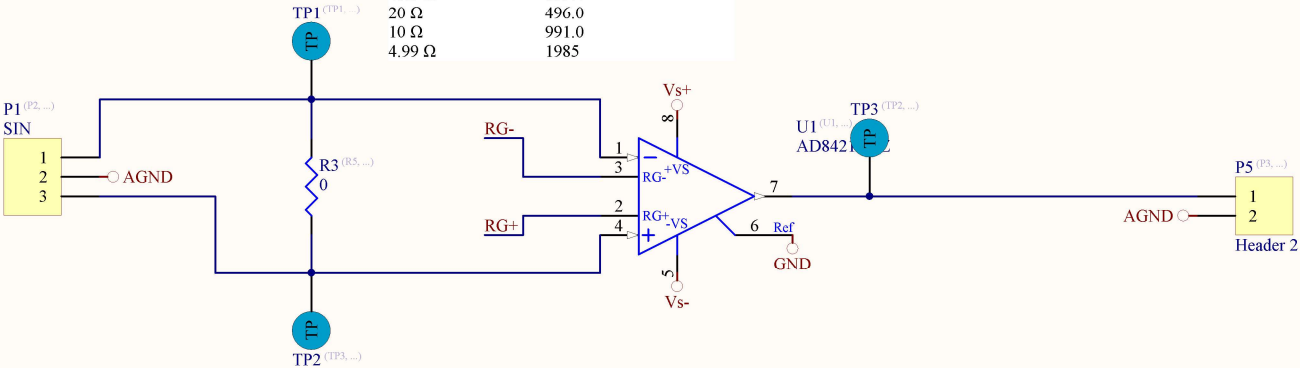 TP1 (TP1, ...)
20 Ω 496.0
10 Ω 991.0
4.99 Ω 1985
TP
P1 (P2, ...)
SIN
1
2 AGND
3
R3 (R5, ...)
0
TP
TP2 (TP3, ...)
RG-
RG+
Vs+
8
1
3
RG-
+VS
2
RG+
-VS
4
5
Vs-
7
6 Ref
GND
U1 (U1, ...)
TP3 (TP2, ...)
TP
P5 (P3, ...)
1
AGND 2
Header 2